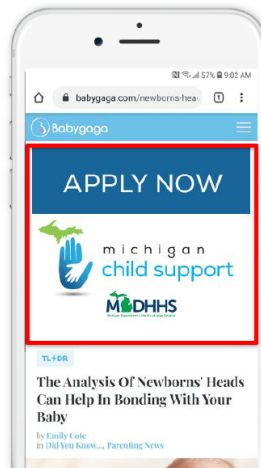 57% 9:02 AM
babygaga.com/newborns-hea 1
Babygaga
APPLY NOW
michigan
child support
MDHHS
TL;DR
The Analysis Of Newborns' Heads
Can Help In Bonding With Your
Baby
by Emily Cote
in Did You Know..., Parenting News